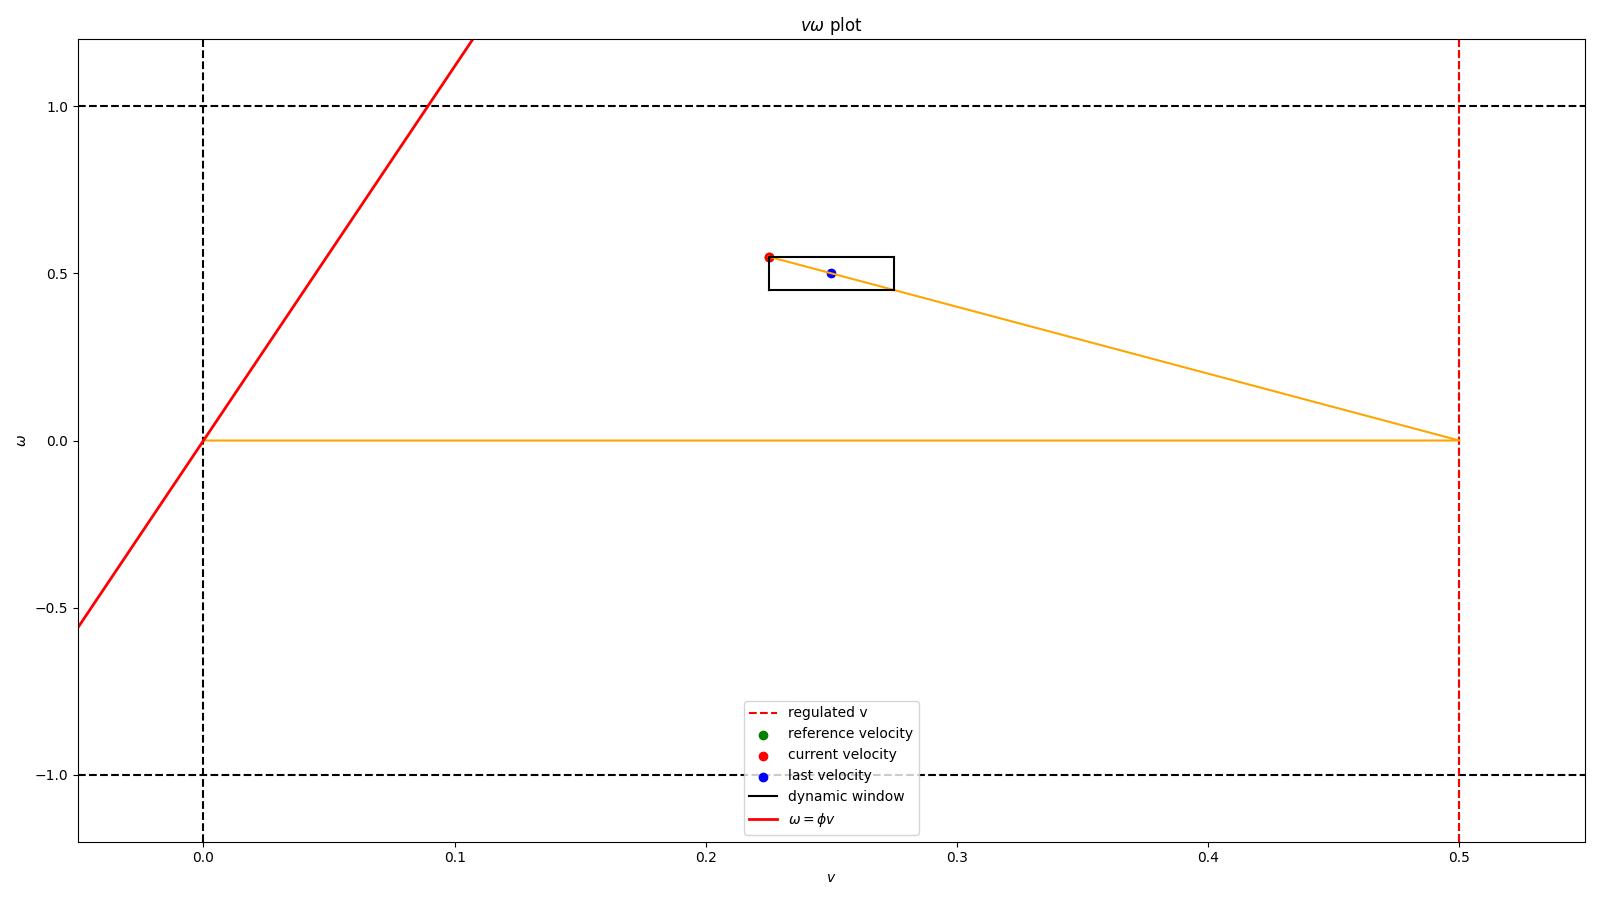 vω plot
1.0
0.5
0.0
−0.5
−1.0
ω
regulated v
reference velocity
current velocity
last velocity
dynamic window
ω = ϕv
0.0 0.1 0.2 0.3 0.4 0.5
v